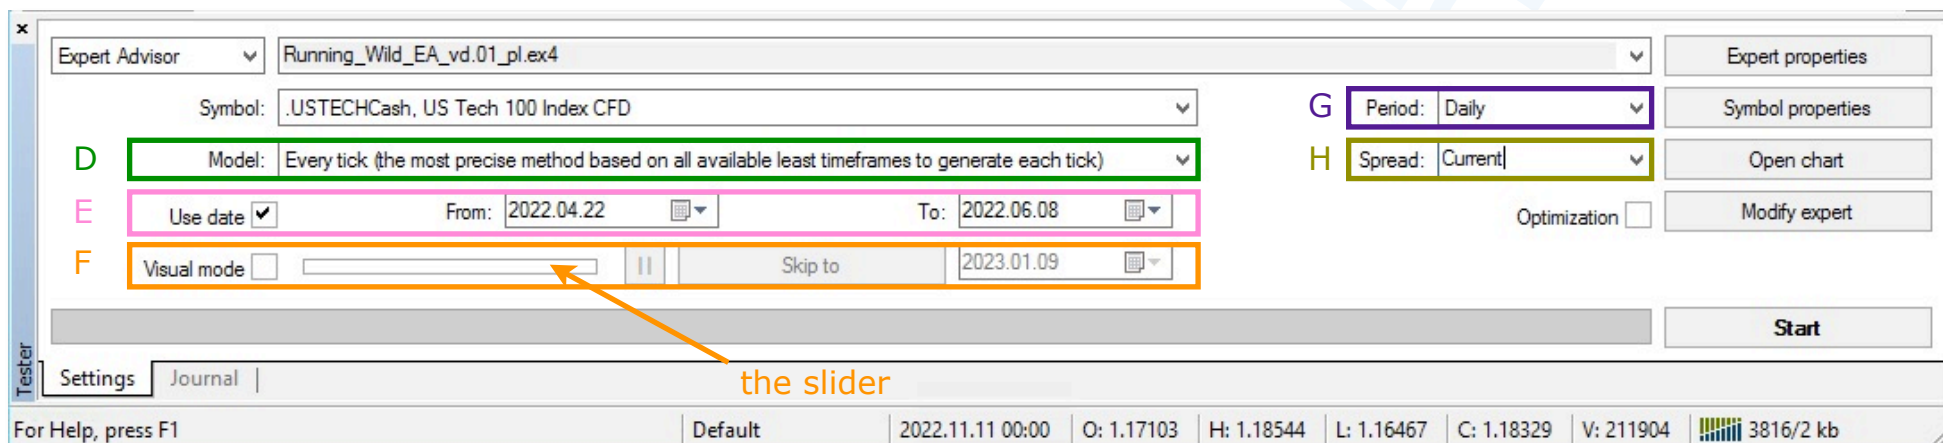 Expert Advisor Running_Wild_EA_vd.01_pl.ex4 Expert properties
Symbol: .USTECHCash, US Tech 100 Index CFD G Period: Daily Symbol properties
D Model: Every tick (the most precise method based on all available least timeframes to generate each tick) H Spread: Current Open chart
E Use date From: 2022.04.22 To: 2022.06.08 Optimization Modify expert
F Visual mode Skip to 2023.01.09
Start
Tester
Settings Journal
the slider
For Help, press F1 Default 2022.11.11 00:00 O: 1.17103 H: 1.18544 L: 1.16467 C: 1.18329 V: 211904 3816/2 kb